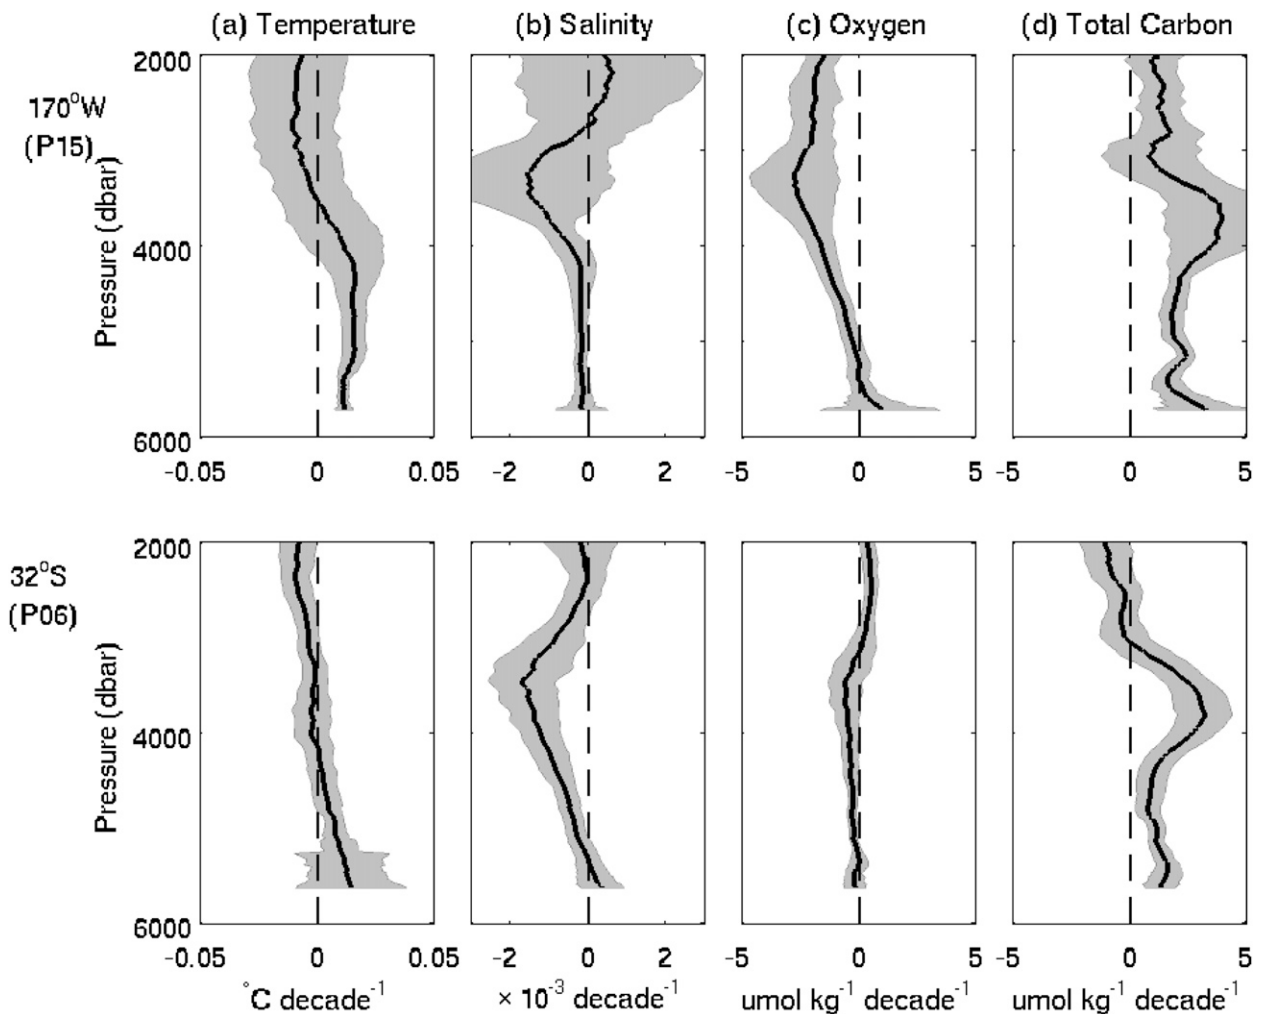 (a) Temperature (b) Salinity (c) Oxygen (d) Total Carbon
170°W
(P15)
Pressure (dbar)
2000
4000
6000
-0.05 0 0.05 -2 0 2 -5 0 5 -5 0 5
32°S
(P06)
Pressure (dbar)
2000
4000
6000
-0.05 0 0.05 -2 0 2 -5 0 5 -5 0 5
°C decade⁻¹ × 10⁻³ decade⁻¹ umol kg⁻¹ decade⁻¹ umol kg⁻¹ decade⁻¹